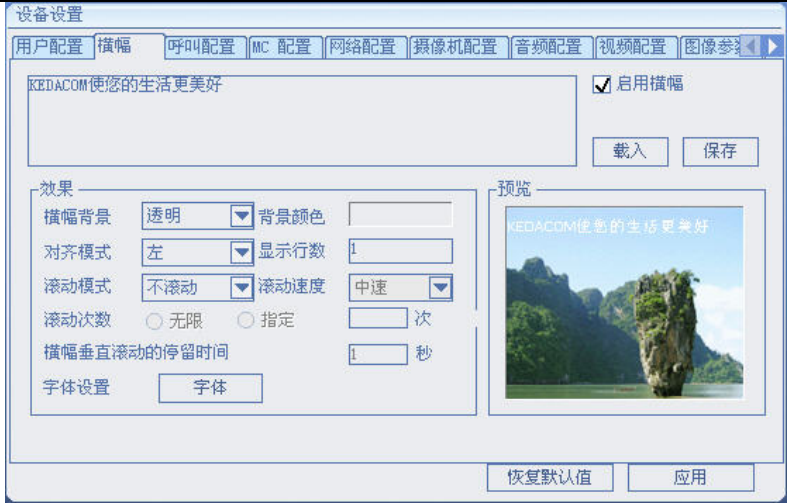 设备设置
用户配置 横幅 呼叫配置 MC 配置 网络配置 摄像机配置 音频配置 视频配置 图像参
KEDACOM使您的生活更美好
启用横幅
载入 保存
效果
横幅背景 透明 背景颜色
对齐模式 左 显示行数 1
滚动模式 不滚动 滚动速度 中速
滚动次数 无限 指定 次
横幅垂直滚动的停留时间 1 秒
字体设置 字体
预览
KEDACOM使您的生活更美好
恢复默认值 应用